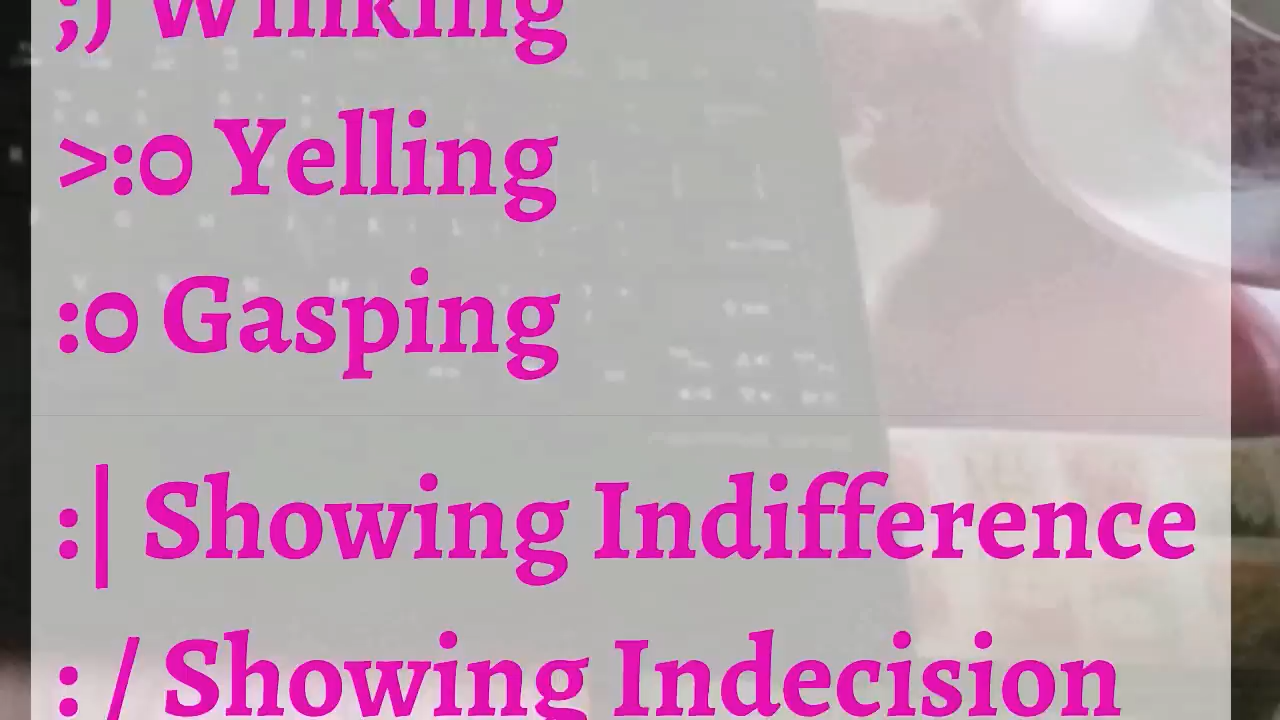 ;) Winking
>:o Yelling
:o Gasping
:| Showing Indifference
: / Showing Indecision